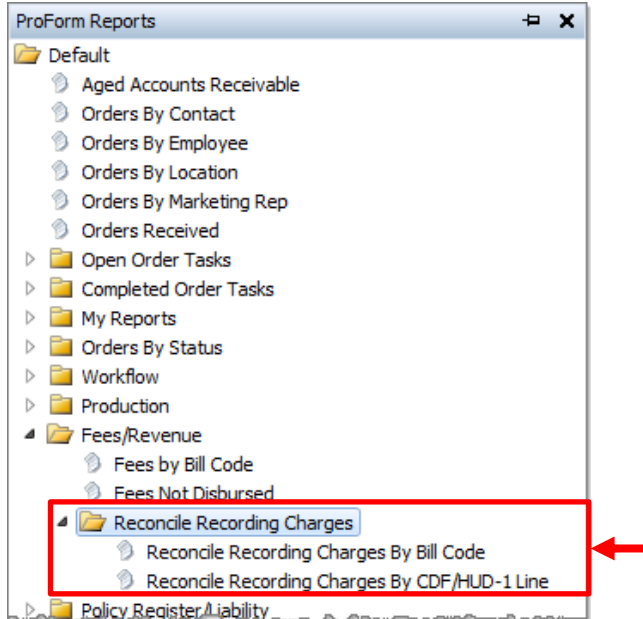 ProForm Reports
Default
Aged Accounts Receivable
Orders By Contact
Orders By Employee
Orders By Location
Orders By Marketing Rep
Orders Received
Open Order Tasks
Completed Order Tasks
My Reports
Orders By Status
Workflow
Production
Fees/Revenue
Fees by Bill Code
Fees Not Disbursed
Reconcile Recording Charges
Reconcile Recording Charges By Bill Code
Reconcile Recording Charges By CDF/HUD-1 Line
Policy Register/Liability